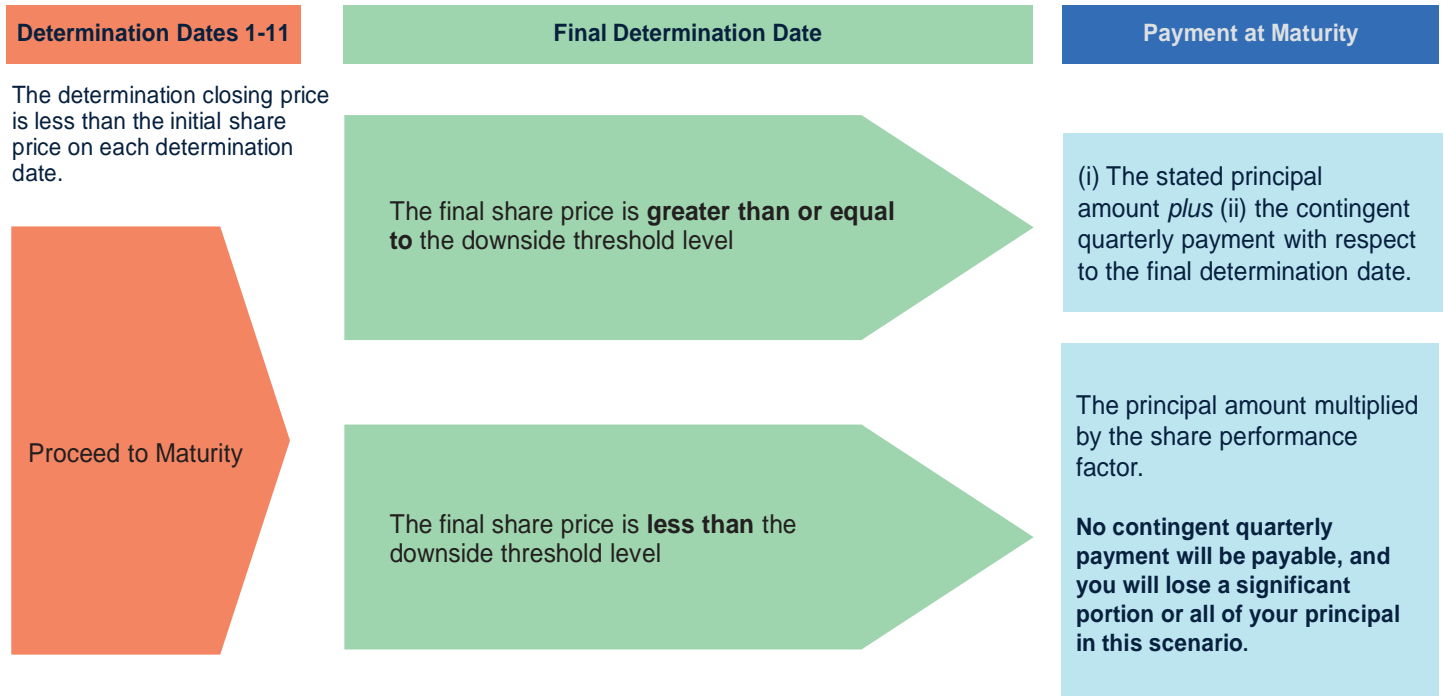 Determination Dates 1-11
Final Determination Date
Payment at Maturity
The determination closing price
is less than the initial share
price on each determination
date.
Proceed to Maturity
The final share price is greater than or equal
to the downside threshold level
(i) The stated principal
amount plus (ii) the contingent
quarterly payment with respect
to the final determination date.
The final share price is less than the
downside threshold level
The principal amount multiplied
by the share performance
factor.
No contingent quarterly
payment will be payable, and
you will lose a significant
portion or all of your principal
in this scenario.